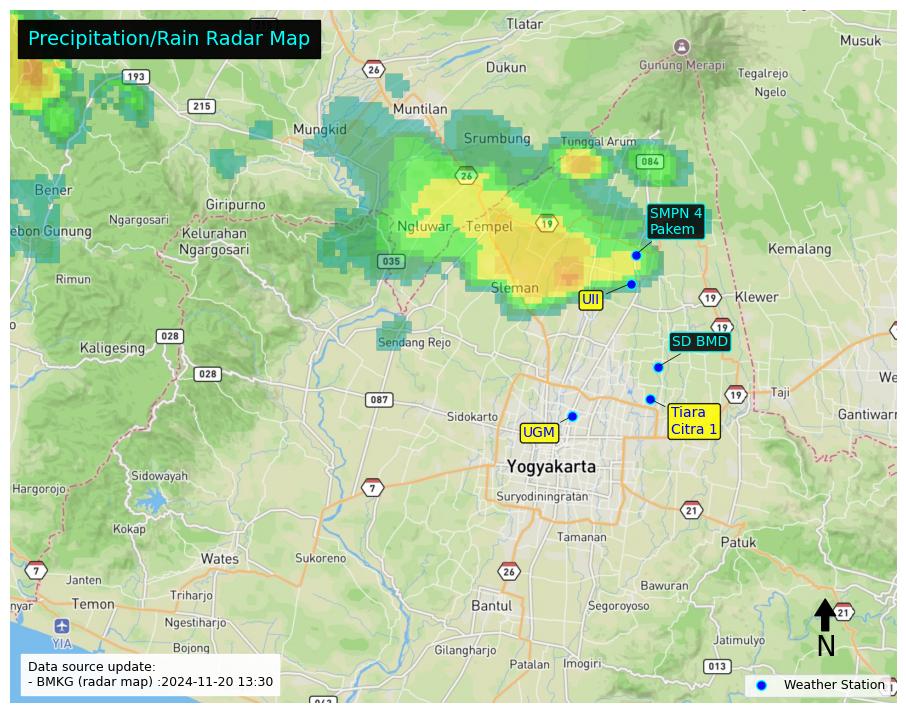 Precipitation/Rain Radar Map
Tlatar
Musuk
26
Dukun
Gunung Merapi
Tegalrejo
193
Ngelo
215
Muntilan
Mungkid
Srumbung
Tunggal Arum
084
26
Bener
Giripurno
SMPN 4
Pakem
Ngargosari
ebon Gunung
Kelurahan
Ngargosari
Ngluwar
Tempel
19
Kemalang
035
Rimun
Sleman
UII
19
Klewer
19
028
Sendang Rejo
SD BMD
Kaligesing
028
We
087
19
Taji
Sidokarto
Tiara
Citra 1
Gantiwarn
UGM
Yogyakarta
Sidowayah
Hargorojo
7
Suryodiningratan
21
Kokap
Tamanan
Patuk
Wates
Sukoreno
7
26
Janten
Bawuran
nyar
Temon
Triharjo
Bantul
Segoroyoso
21
Ngestiharjo
YIA
N
Jatimulyo
Bojong
Gilangharjo
Patalan
Imogiri
013
Data source update:
- BMKG (radar map) :2024-11-20 13:30
Weather Station